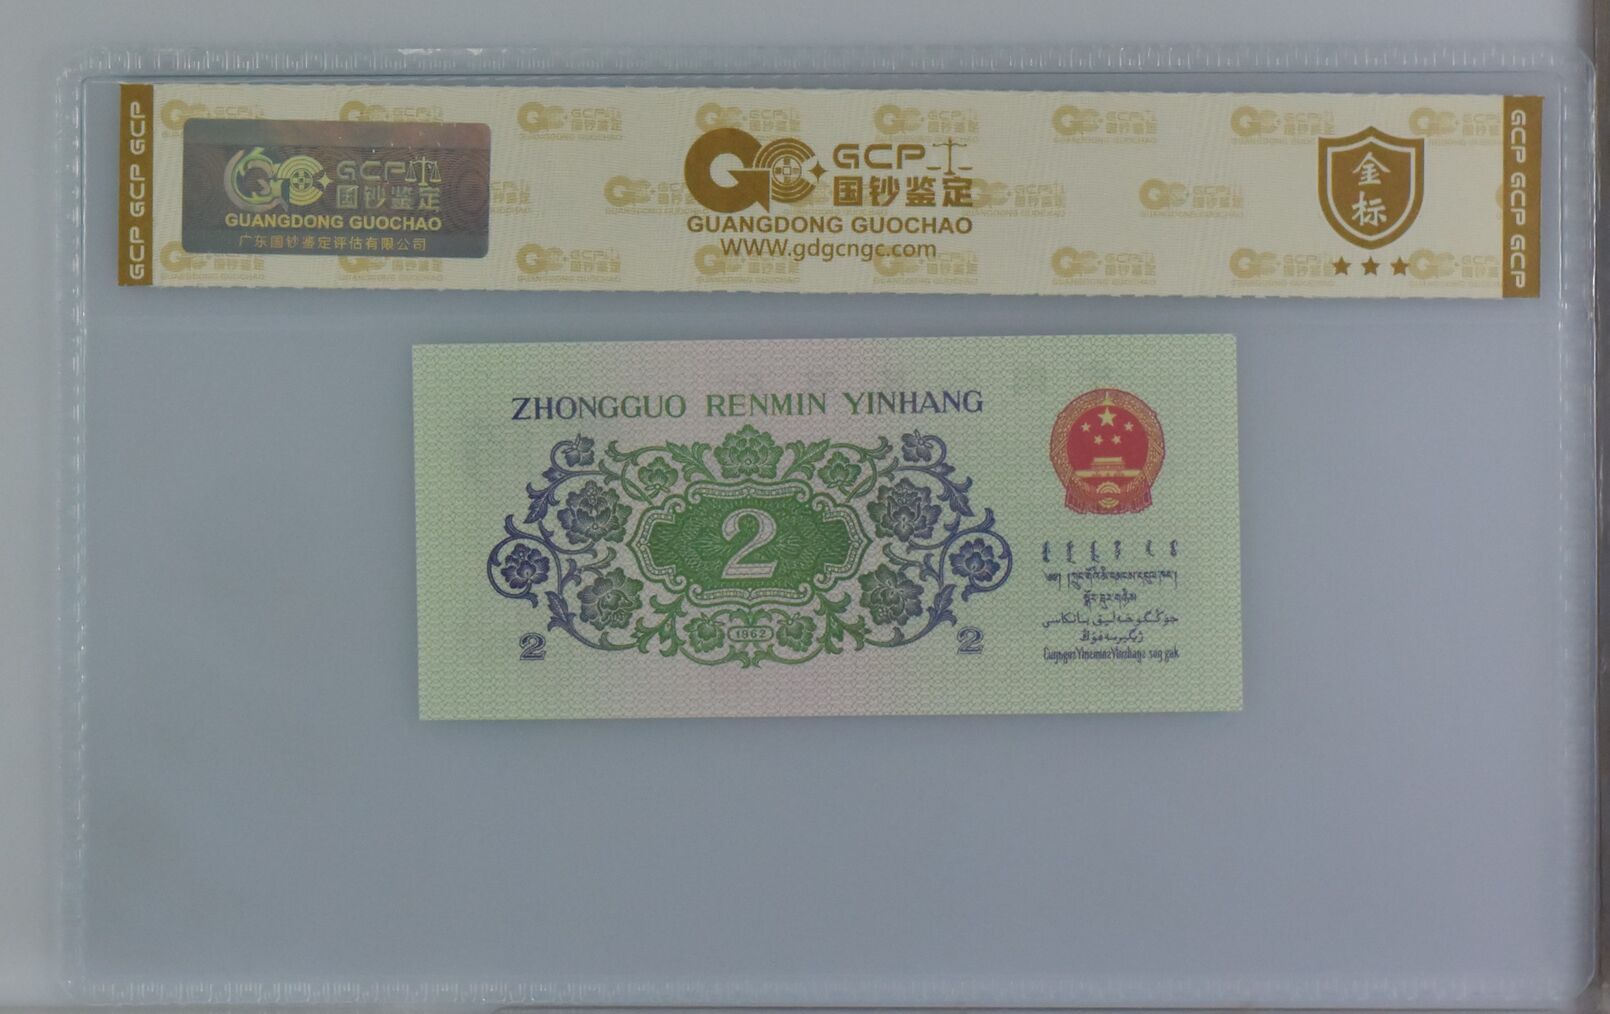 GCP GCP GCP
GCP
国钞鉴定
GUANGDONG GUOCHAO
广东国钞鉴定评估有限公司
GCP
国钞鉴定
GUANGDONG GUOCHAO
WWW.gdgcngc.com
金标
GCP GCP GCP
ZHONGGUO RENMIN YINHANG
2
1962
2
2